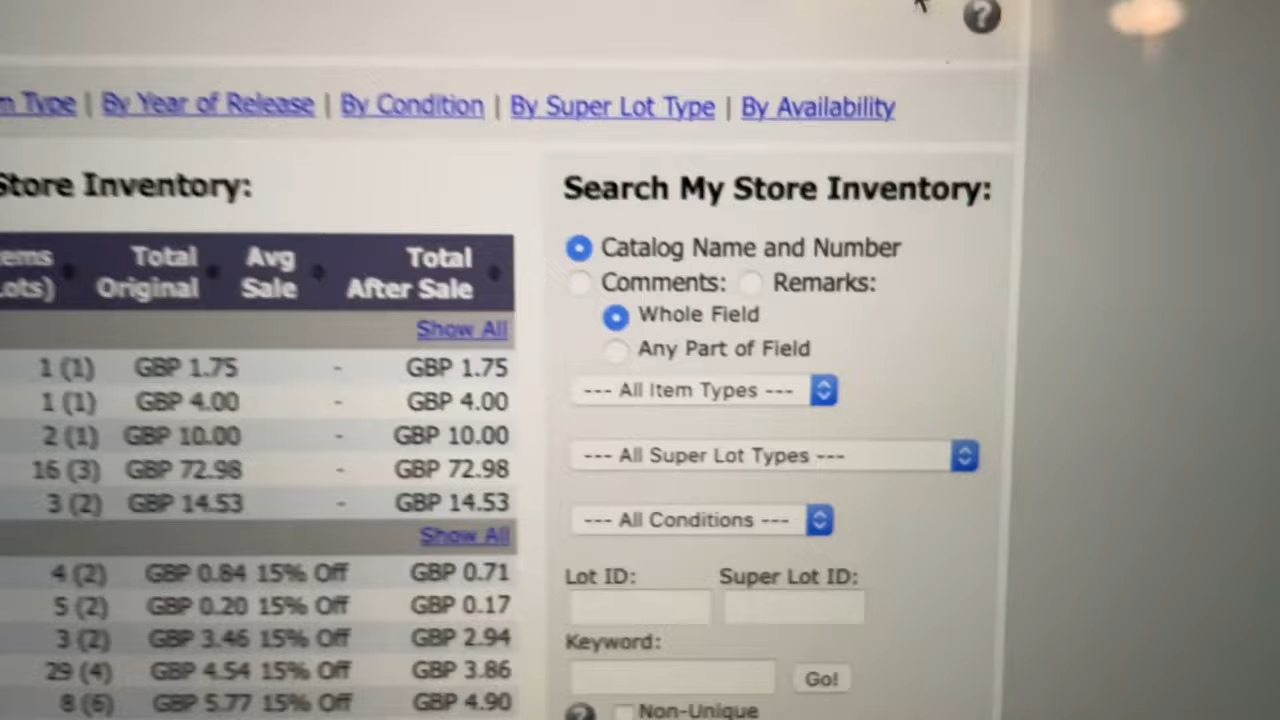 ?
m Type | By Year of Release | By Condition | By Super Lot Type | By Availability
Store Inventory:
ems Total Avg Total
Lots) Original Sale After Sale
Show All
1 (1) GBP 1.75 - GBP 1.75
1 (1) GBP 4.00 - GBP 4.00
2 (1) GBP 10.00 - GBP 10.00
16 (3) GBP 72.98 - GBP 72.98
3 (2) GBP 14.53 - GBP 14.53
Show All
4 (2) GBP 0.84 15% Off GBP 0.71
5 (2) GBP 0.20 15% Off GBP 0.17
3 (2) GBP 3.46 15% Off GBP 2.94
29 (4) GBP 4.54 15% Off GBP 3.86
8 (6) GBP 5.77 15% Off GBP 4.90
Search My Store Inventory:
Catalog Name and Number
Comments: Remarks:
Whole Field
Any Part of Field
--- All Item Types ---
--- All Super Lot Types ---
--- All Conditions ---
Lot ID: Super Lot ID:
Keyword:
Go!
? Non-Unique